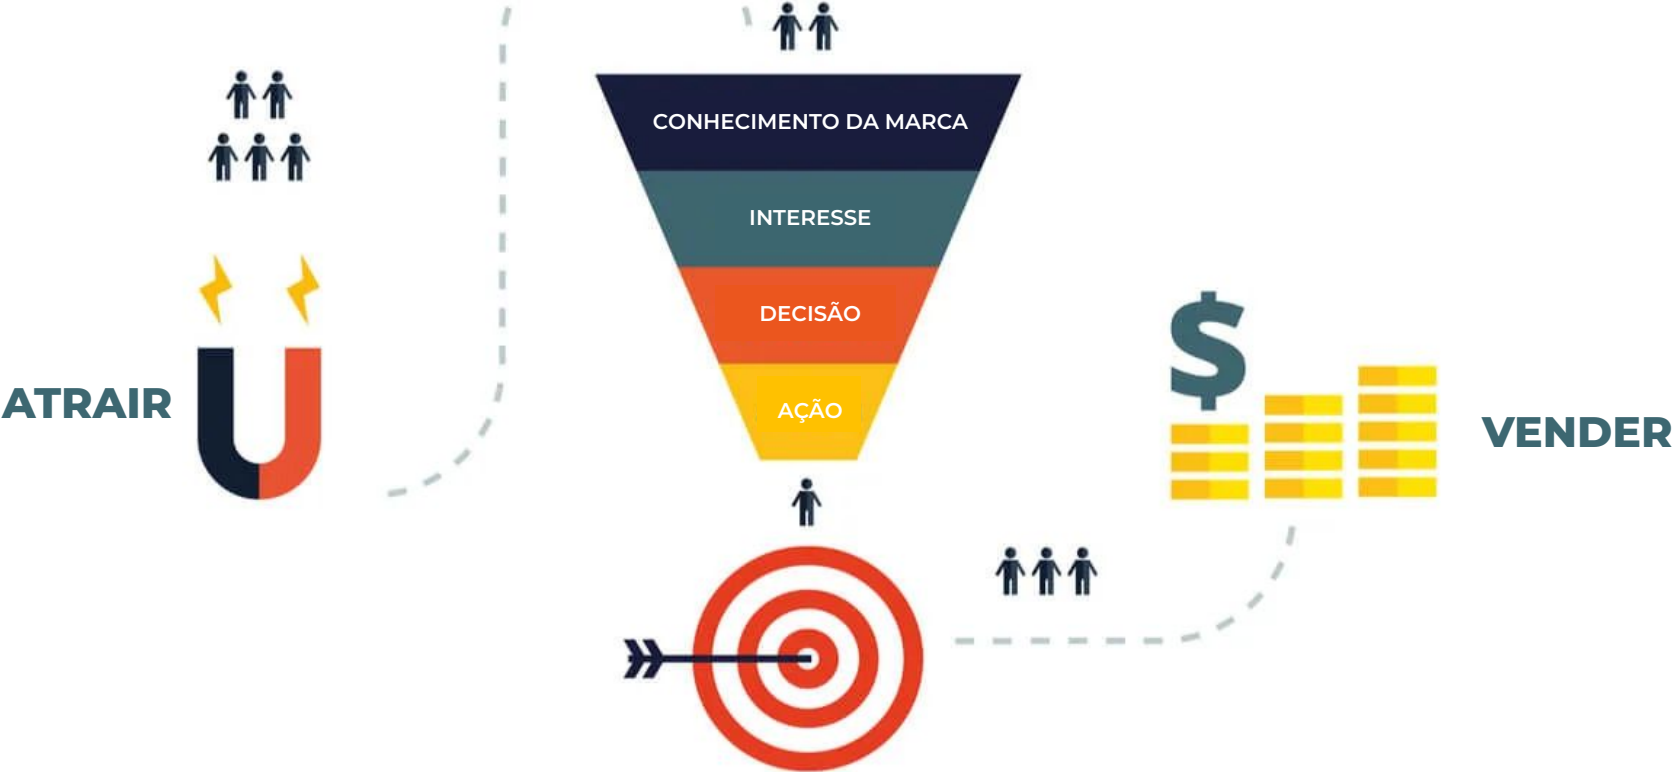 CONHECIMENTO DA MARCA
INTERESSE
DECISÃO
AÇÃO
ATRAIR
$
VENDER